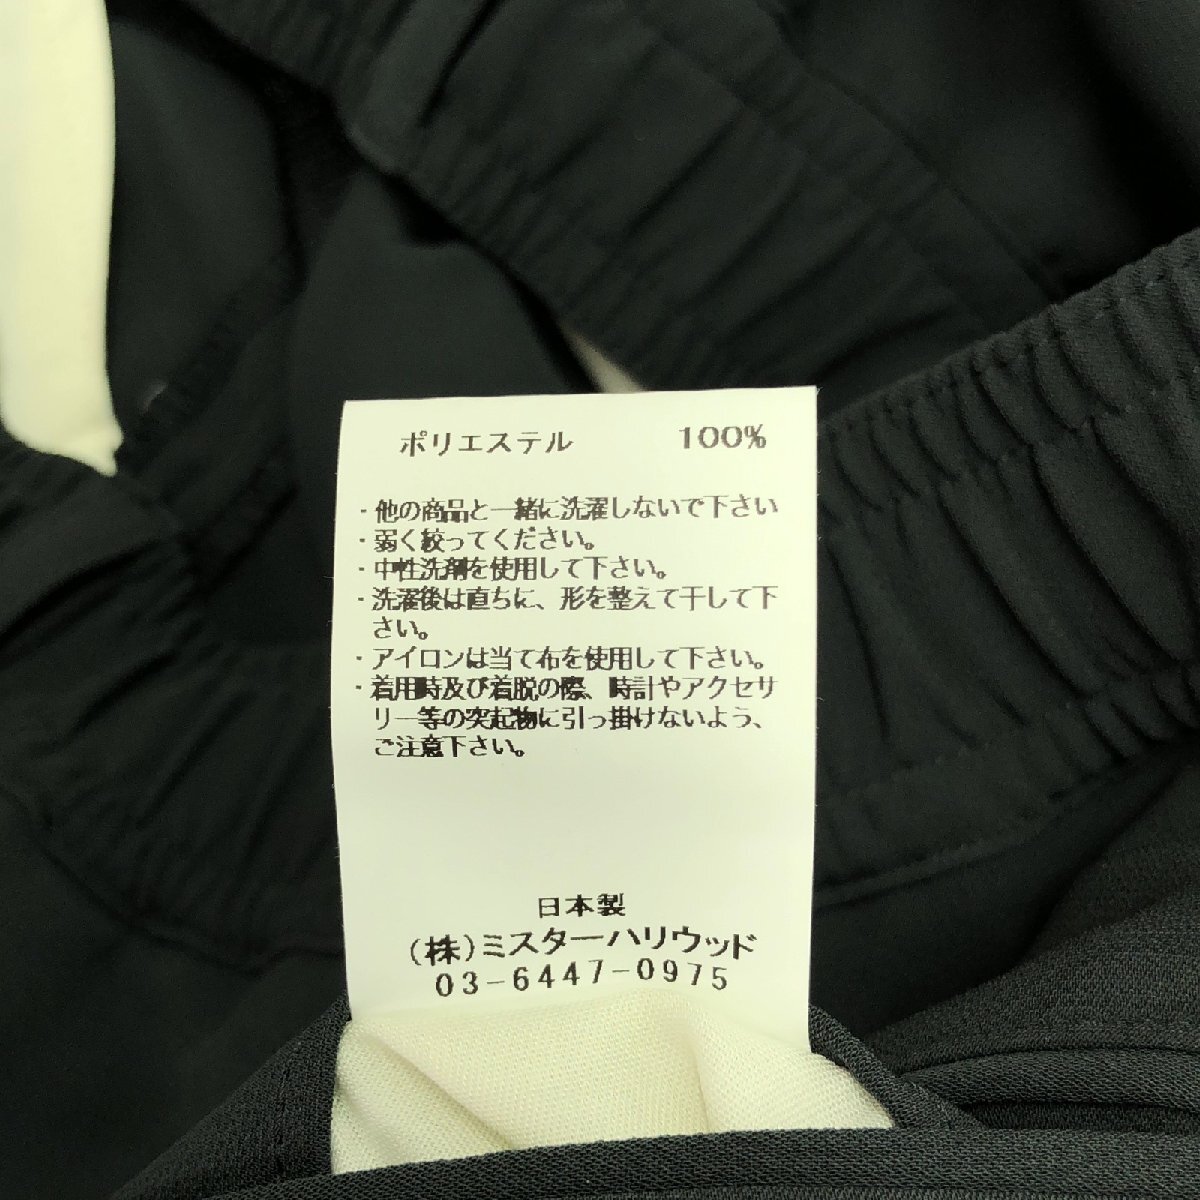 ポリエステル 100%
・他の商品と一緒に洗濯しないで下さい
・弱く絞ってください。
・中性洗剤を使用して下さい。
・洗濯後は直ちに、形を整えて干して下
さい。
・アイロンは当て布を使用して下さい。
・着用時及び着脱の際、時計やアクセサ
リー等の突起物に引っ掛けないよう、
ご注意下さい。
日本製
(株)ミスターハリウッド
03-6447-0975